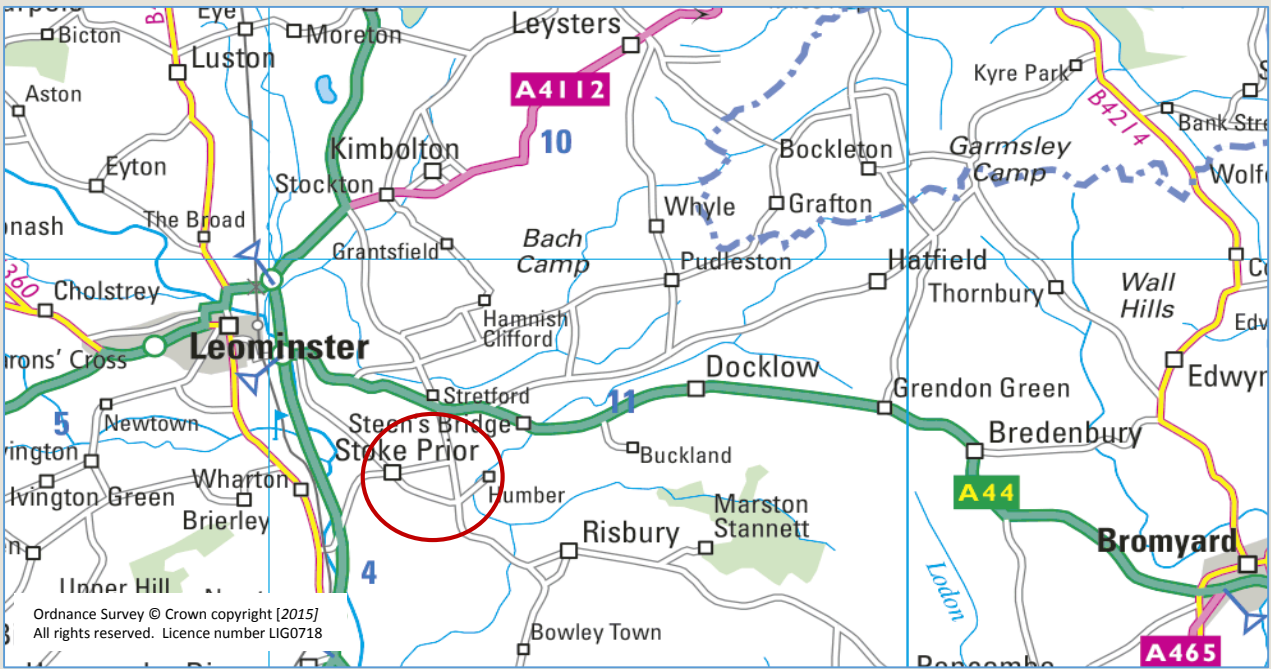 Eye
Leysters
Bicton
Moreton
Luston
Kyre Park
Aston
A4112
B4214
Bank Stre
10
Kimbolton
Bockleton
Garmsley
Camp
Eyton
Stockton
Wolf
Whyle
Grafton
The Broad
onash
Grantsfield
Bach
Camp
Pudleston
Hatfield
360
Cholstrey
Thornbury
Wall
Hills
Hamnish
Clifford
Edv
Leominster
rons' Cross
Docklow
Edwyn
Grendon Green
Stretford
11
5
Newtown
Steen's Bridge
Bredenbury
Stoke Prior
Buckland
vington
Wharton
Ivington Green
Humber
A44
Marston
Stannett
Brierley
Risbury
Bromyard
4
Lodon
Upper Hill
Ordnance Survey © Crown copyright [2015]
All rights reserved. Licence number LIG0718
Bowley Town
A465